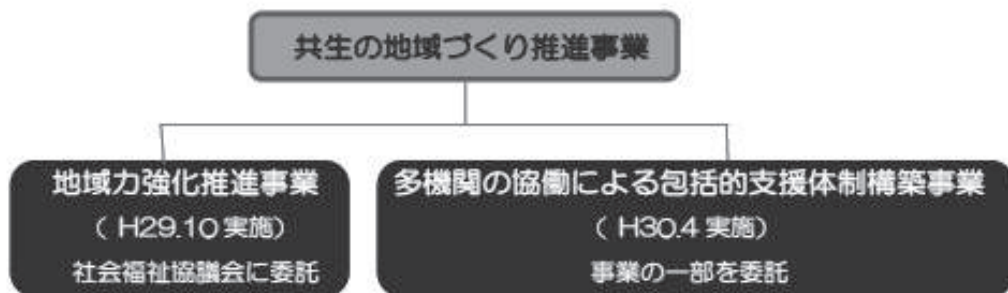 共生の地域づくり推進事業
地域力強化推進事業
（ H29.10 実施）
社会福祉協議会に委託
多機関の協働による包括的支援体制構築事業
（ H30.4 実施）
事業の一部を委託